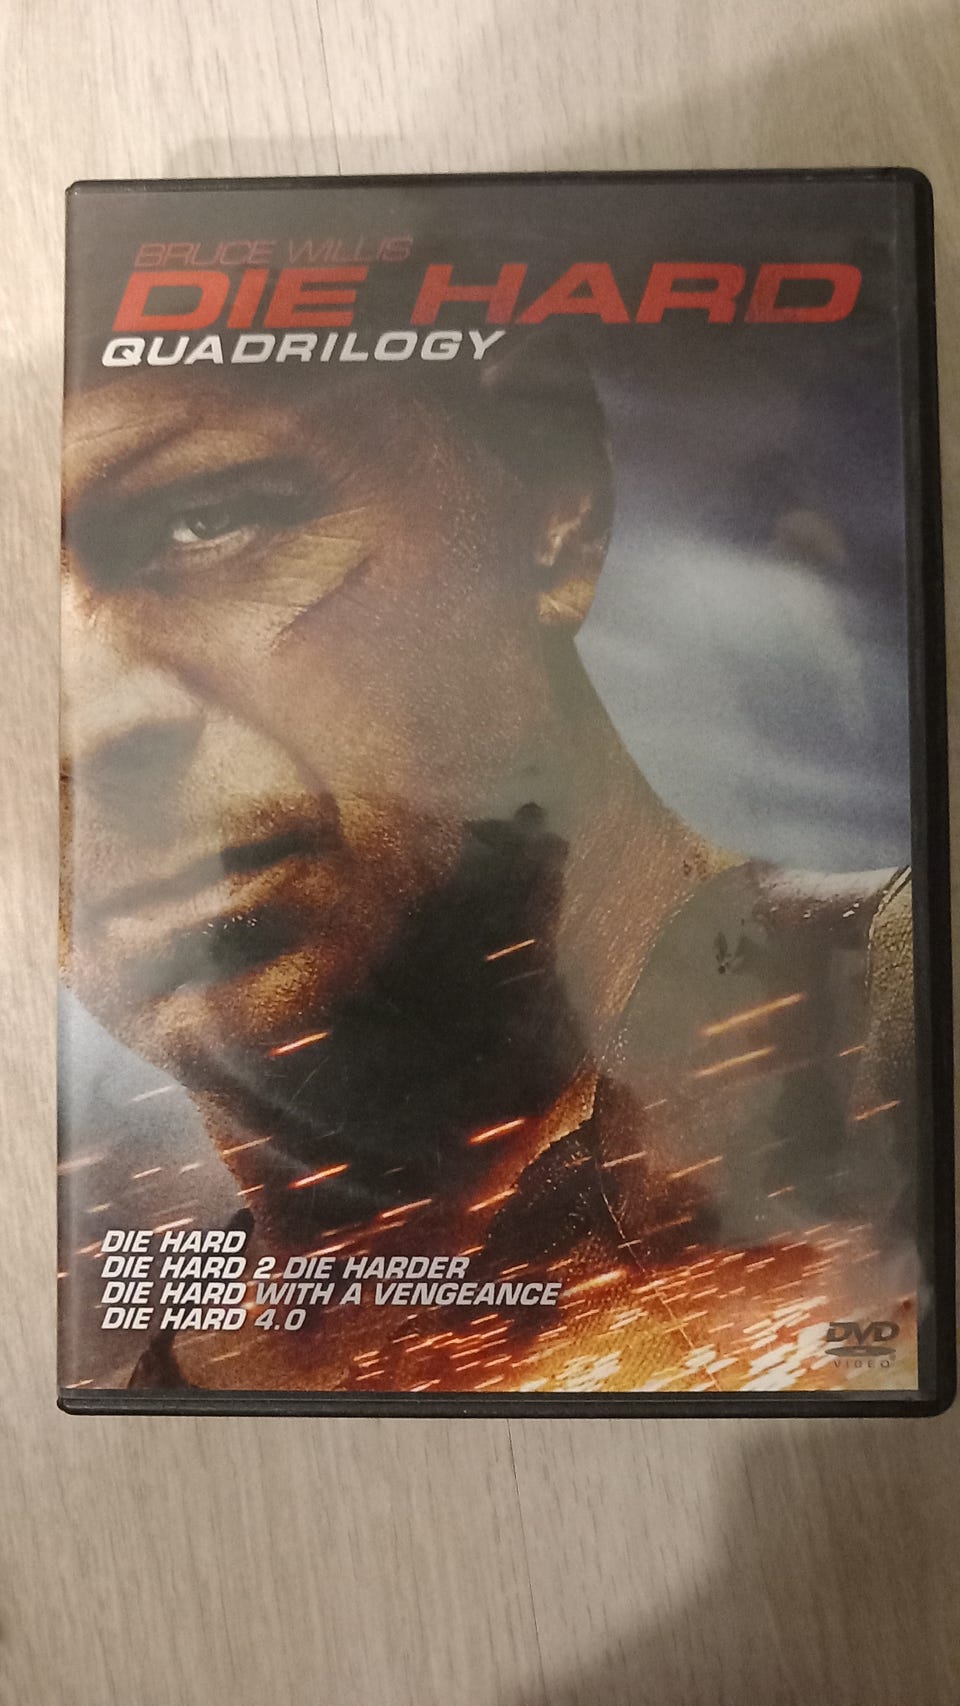 BRUCE WILLIS
DIE HARD
QUADRILOGY
DIE HARD
DIE HARD 2 DIE HARDER
DIE HARD WITH A VENGEANCE
DIE HARD 4.0
DVD
VIDEO